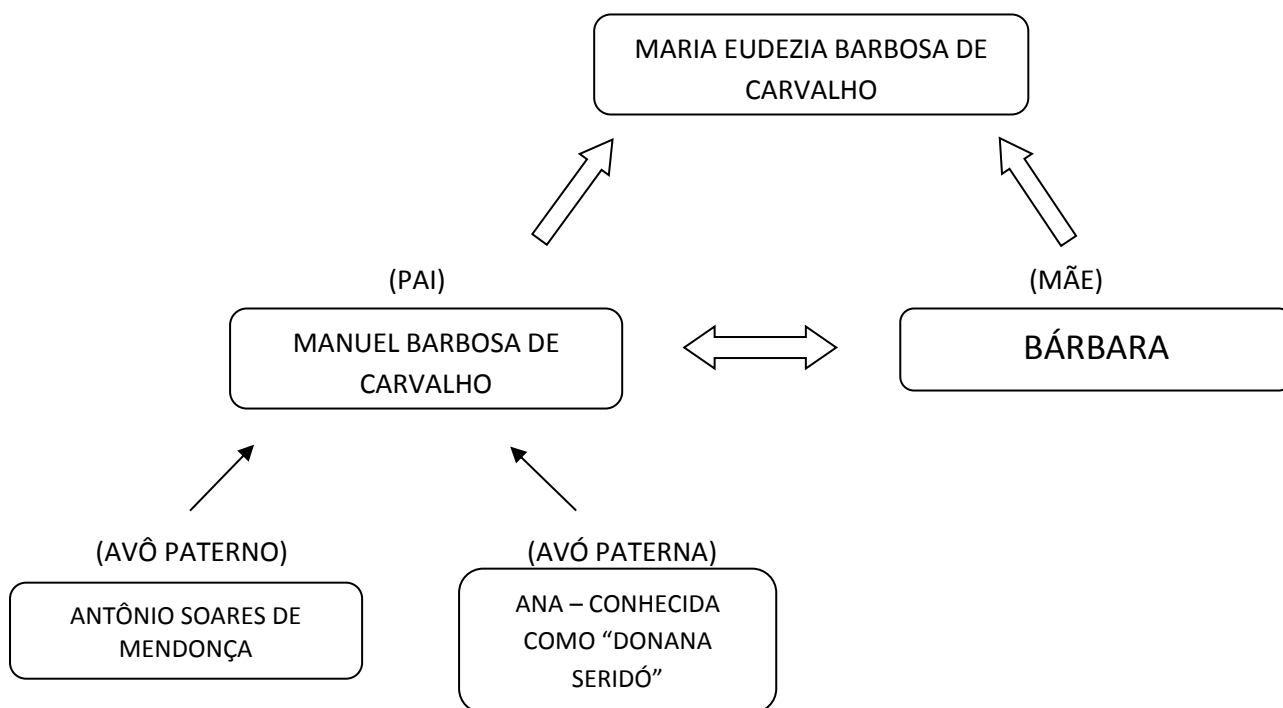 MARIA EUDEZIA BARBOSA DE
CARVALHO
(PAI)
(MÃE)
MANUEL BARBOSA DE
CARVALHO
BÁRBARA
(AVÔ PATERNO)
(AVÓ PATERNA)
ANTÔNIO SOARES DE
MENDONÇA
ANA – CONHECIDA
COMO “DONANA
SERIDÓ”